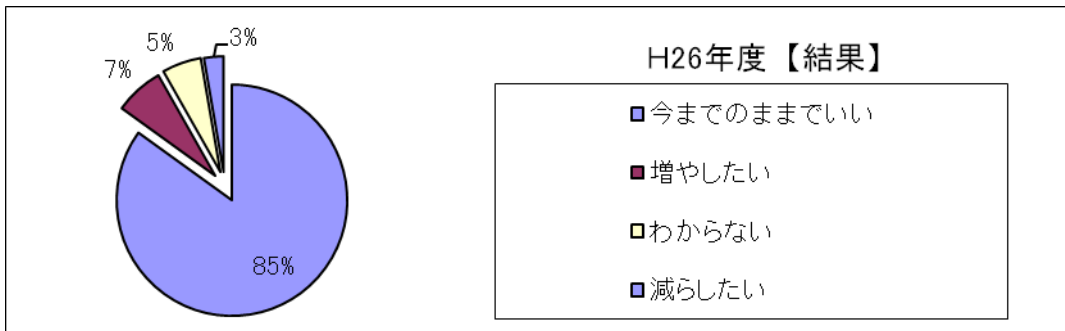 5%
3%
7%
85%
H26年度【結果】
今までのままでいい
増やしたい
わからない
減らしたい